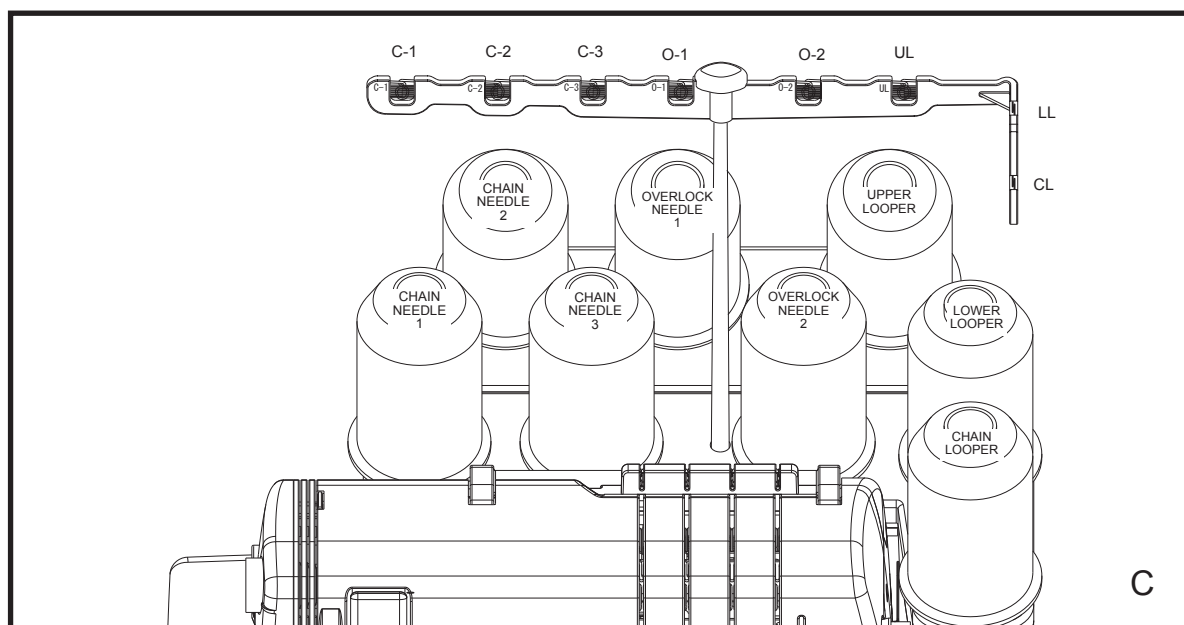 C-1
C-2
C-3
O-1
O-2
UL
C-1
C-2
C-3
O-1
O-2
UL
LL
CL
CHAIN
NEEDLE
2
OVERLOCK
NEEDLE
1
UPPER
LOOPER
CHAIN
NEEDLE
1
CHAIN
NEEDLE
3
OVERLOCK
NEEDLE
2
LOWER
LOOPER
CHAIN
LOOPER
C